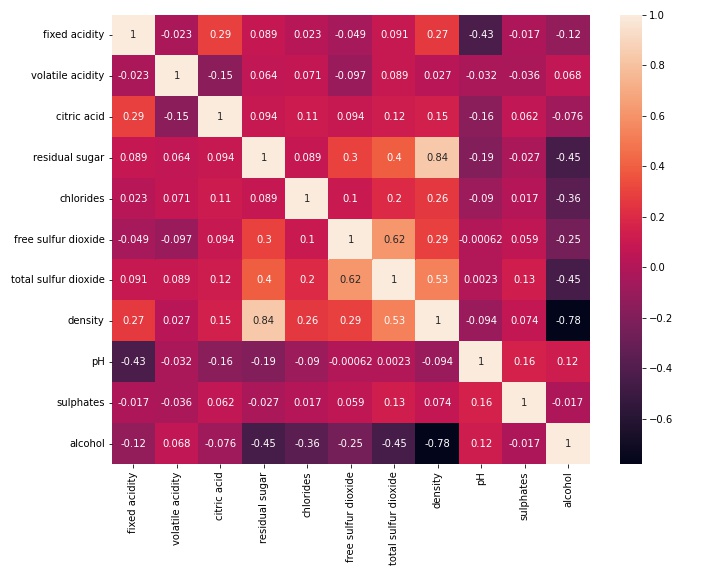 fixed acidity 1 -0.023 0.29 0.089 0.023 -0.049 0.091 0.27 -0.43 -0.017 -0.12
volatile acidity -0.023 1 -0.15 0.064 0.071 -0.097 0.089 0.027 -0.032 -0.036 0.068
citric acid 0.29 -0.15 1 0.094 0.11 0.094 0.12 0.15 -0.16 0.062 -0.076
residual sugar 0.089 0.064 0.094 1 0.089 0.3 0.4 0.84 -0.19 -0.027 -0.45
chlorides 0.023 0.071 0.11 0.089 1 0.1 0.2 0.26 -0.09 0.017 -0.36
free sulfur dioxide -0.049 -0.097 0.094 0.3 0.1 1 0.62 0.29 -0.00062 0.059 -0.25
total sulfur dioxide 0.091 0.089 0.12 0.4 0.2 0.62 1 0.53 0.0023 0.13 -0.45
density 0.27 0.027 0.15 0.84 0.26 0.29 0.53 1 -0.094 0.074 -0.78
pH -0.43 -0.032 -0.16 -0.19 -0.09 -0.00062 0.0023 -0.094 1 0.16 0.12
sulphates -0.017 -0.036 0.062 -0.027 0.017 0.059 0.13 0.074 0.16 1 -0.017
alcohol -0.12 0.068 -0.076 -0.45 -0.36 -0.25 -0.45 -0.78 0.12 -0.017 1
fixed acidity
volatile acidity
citric acid
residual sugar
chlorides
free sulfur dioxide
total sulfur dioxide
density
pH
sulphates
alcohol
1.0
0.8
0.6
0.4
0.2
0.0
−0.2
−0.4
−0.6